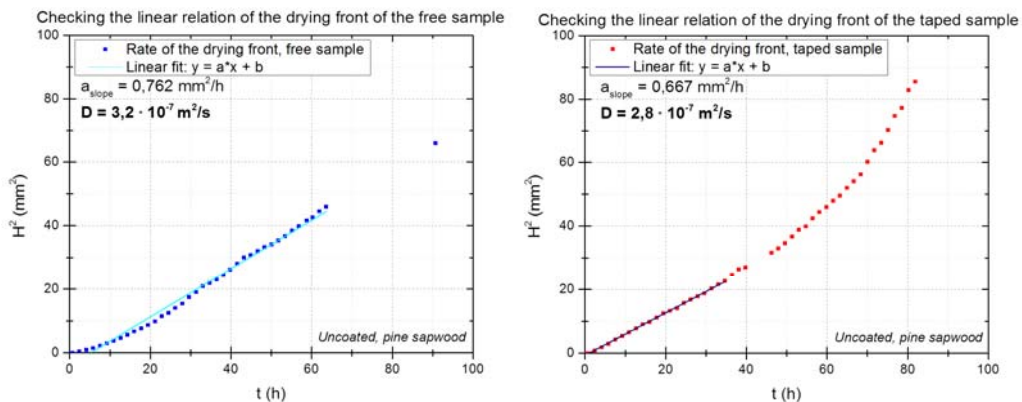 Checking the linear relation of the drying front of the free sample
100
80
60
40
20
0
H² (mm²)
Rate of the drying front, free sample
Linear fit: y = a*x + b
a_slope = 0,762 mm²/h
D = 3,2 · 10⁻⁷ m²/s
Uncoated, pine sapwood
0 20 40 60 80 100
t (h)
Checking the linear relation of the drying front of the taped sample
100
80
60
40
20
0
H² (mm²)
Rate of the drying front, taped sample
Linear fit: y = a*x + b
a_slope = 0,667 mm²/h
D = 2,8 · 10⁻⁷ m²/s
Uncoated, pine sapwood
0 20 40 60 80 100
t (h)